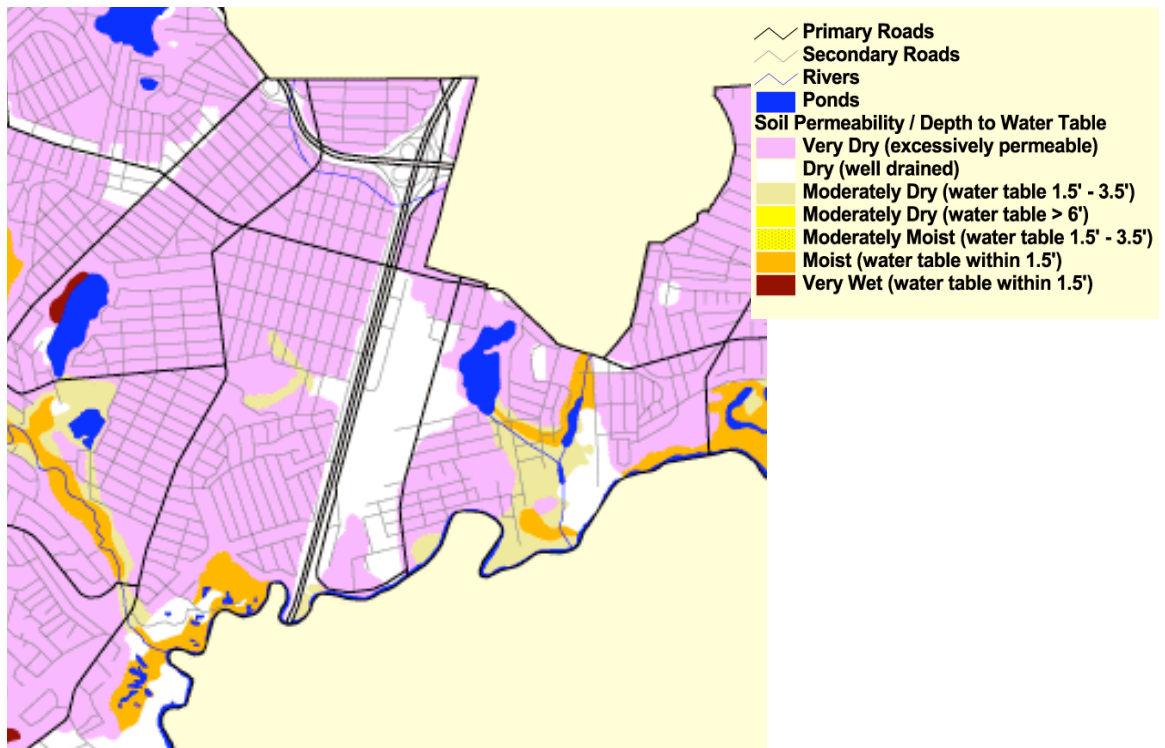 Primary Roads
Secondary Roads
Rivers
Ponds
Soil Permeability / Depth to Water Table
Very Dry (excessively permeable)
Dry (well drained)
Moderately Dry (water table 1.5' - 3.5')
Moderately Dry (water table > 6')
Moderately Moist (water table 1.5' - 3.5')
Moist (water table within 1.5')
Very Wet (water table within 1.5')